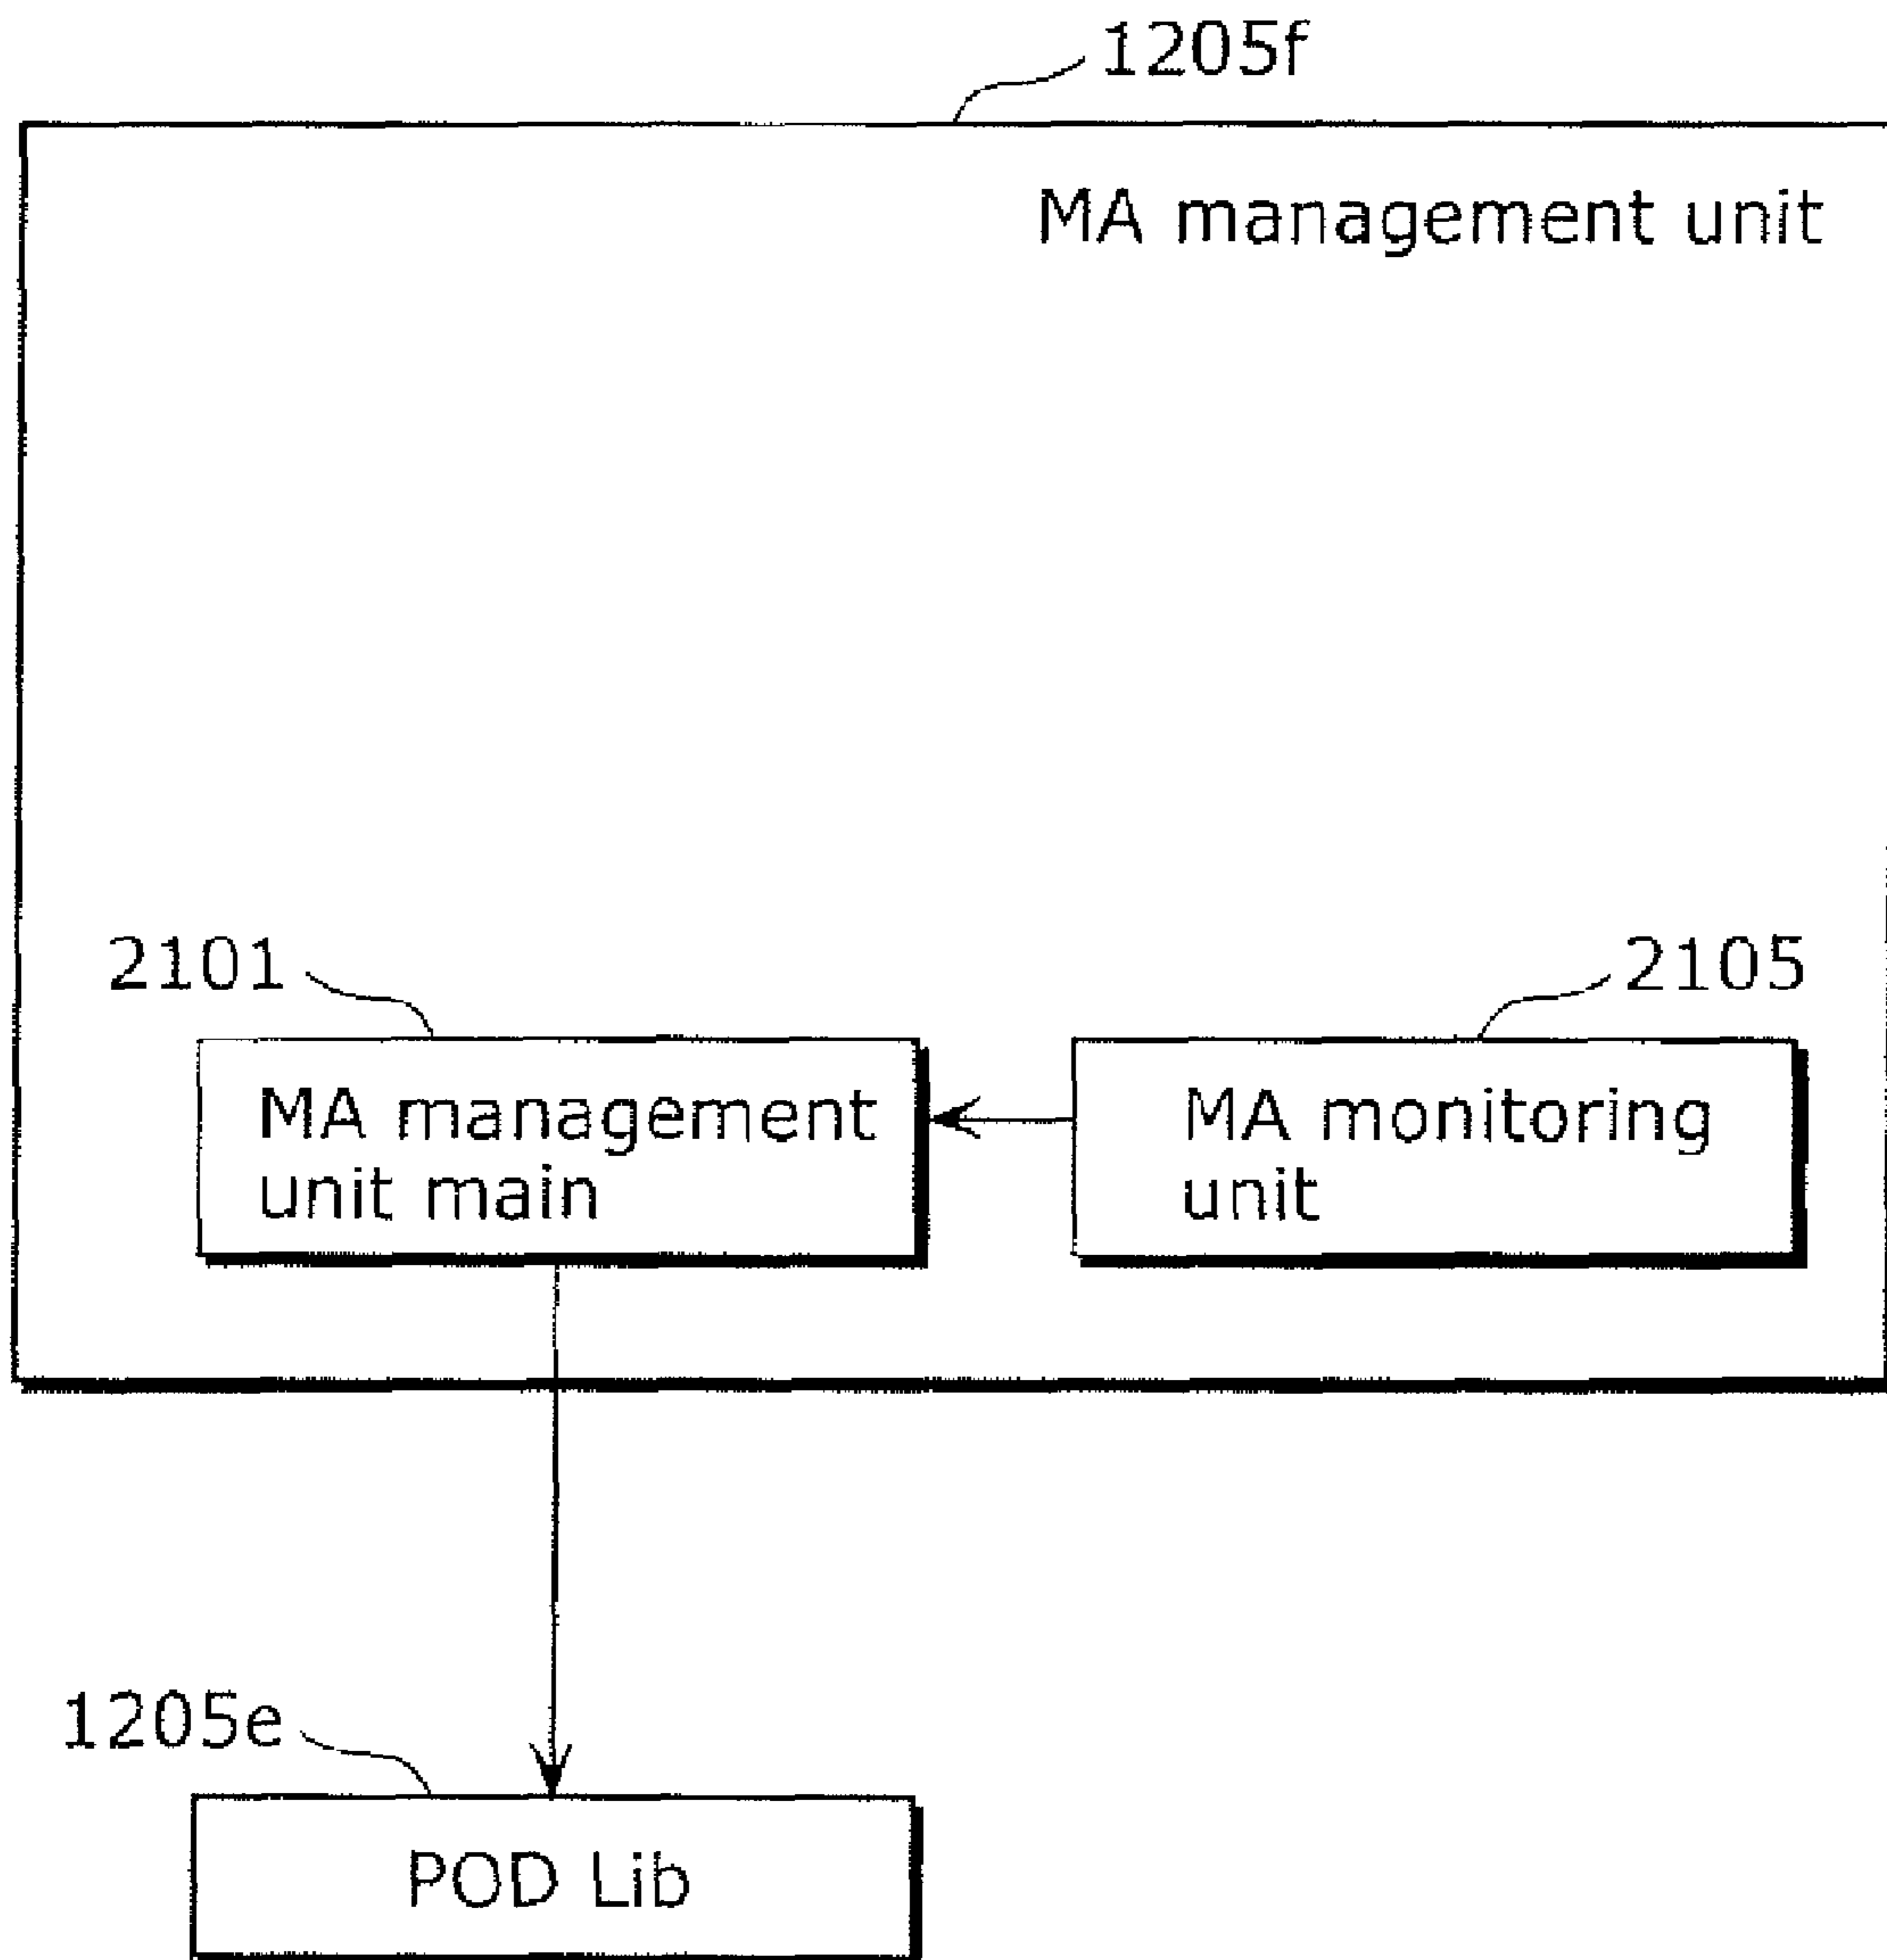 1205f
MA management unit
2101
2105
MA management
unit main
MA monitoring
unit
1205e
POD Lib